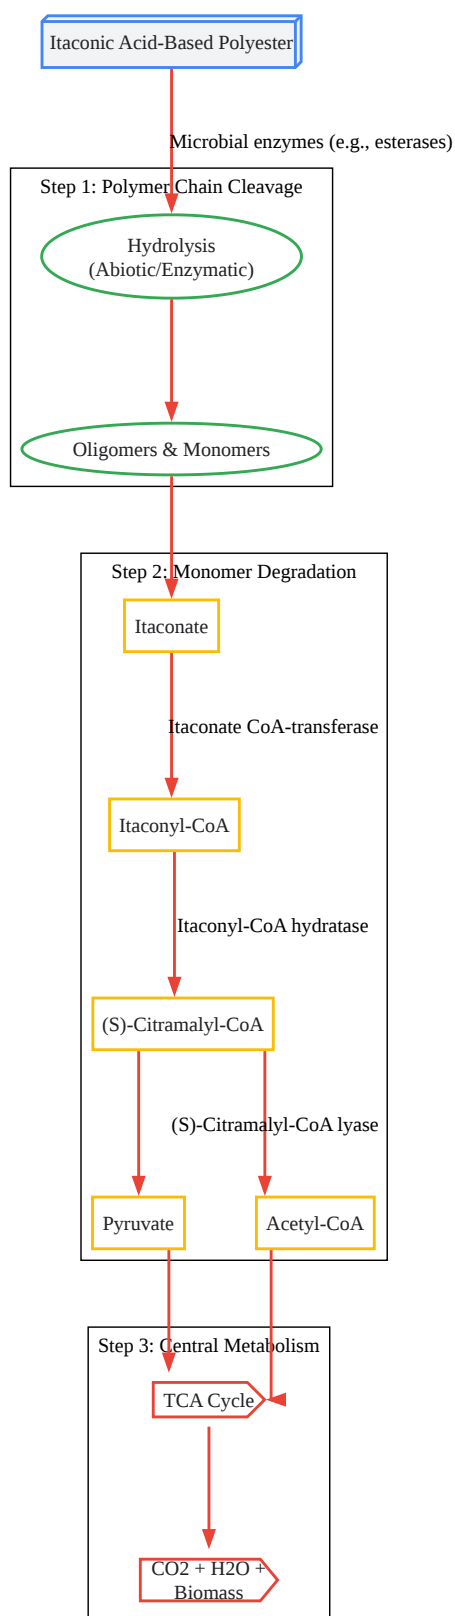 Itaconic Acid-Based Polyester
Microbial enzymes (e.g., esterases)
Step 1: Polymer Chain Cleavage
Hydrolysis
(Abiotic/Enzymatic)
Oligomers & Monomers
Step 2: Monomer Degradation
Itaconate
Itaconate CoA-transferase
Itaconyl-CoA
Itaconyl-CoA hydratase
(S)-Citramalyl-CoA
(S)-Citramalyl-CoA lyase
Pyruvate
Acetyl-CoA
Step 3: Central Metabolism
TCA Cycle
CO2 + H2O +
Biomass